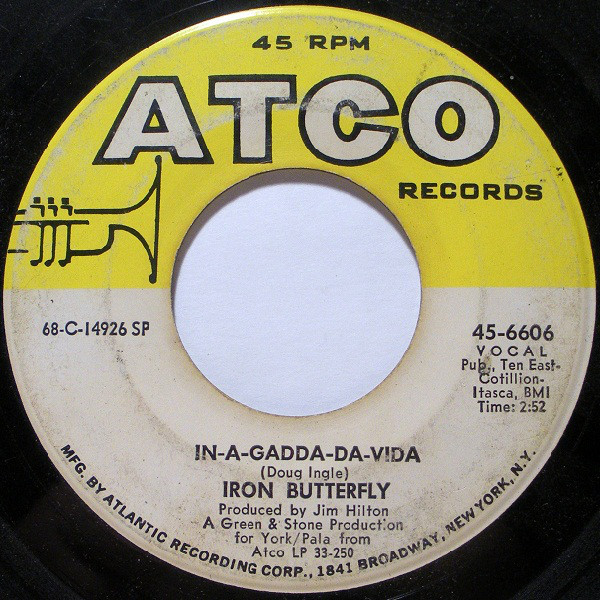 45 RPM
ATCO
RECORDS
68-C-14926 SP
45-6606
VOCAL
Pub., Ten East-
Cotillion-
Itasca, BMI
Time: 2:52
IN-A-GADDA-DA-VIDA
(Doug Ingle)
IRON BUTTERFLY
Produced by Jim Hilton
A Green & Stone Production
for York/Pala from
Atco LP 33-250
MFG. BY ATLANTIC RECORDING CORP., 1841 BROADWAY, NEW YORK, N.Y.